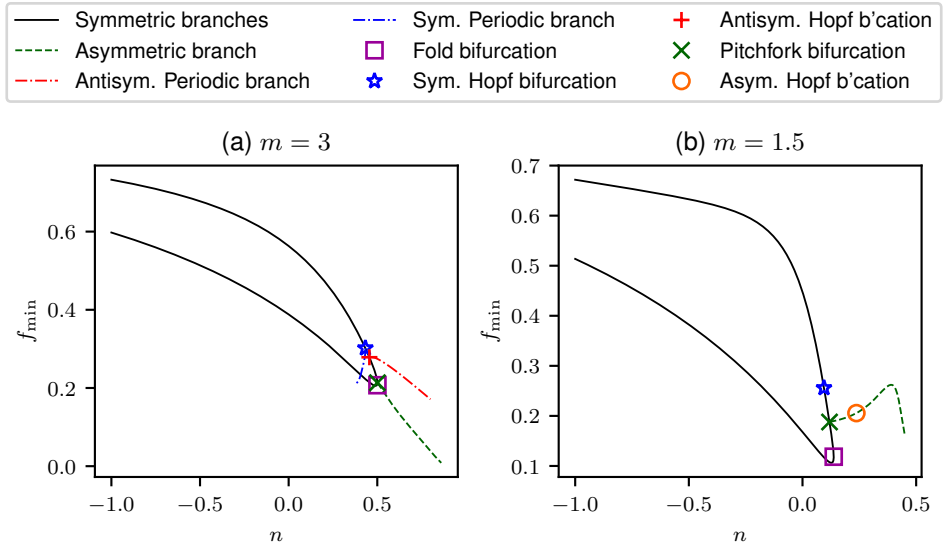 Symmetric branches Sym. Periodic branch Antisym. Hopf b'cation
Asymmetric branch Fold bifurcation Pitchfork bifurcation
Antisym. Periodic branch Sym. Hopf bifurcation Asym. Hopf b'cation
(a) m = 3
0.6
0.4
0.2
0.0
f_min
−1.0 −0.5 0.0 0.5
n
(b) m = 1.5
0.7
0.6
0.5
0.4
0.3
0.2
0.1
f_min
−1.0 −0.5 0.0 0.5
n